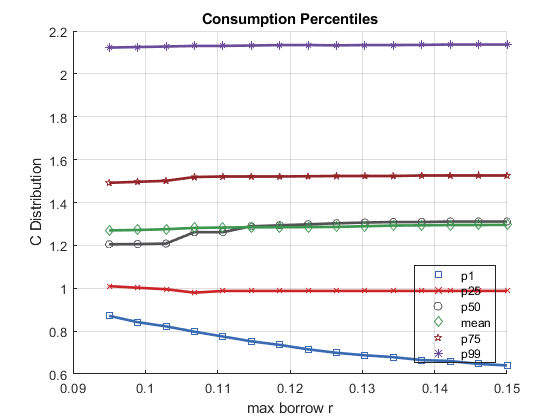 Consumption Percentiles
2.2
2
1.8
1.6
1.4
1.2
1
0.8
0.6
C Distribution
p1
p25
p50
mean
p75
p99
0.09 0.1 0.11 0.12 0.13 0.14 0.15
max borrow r